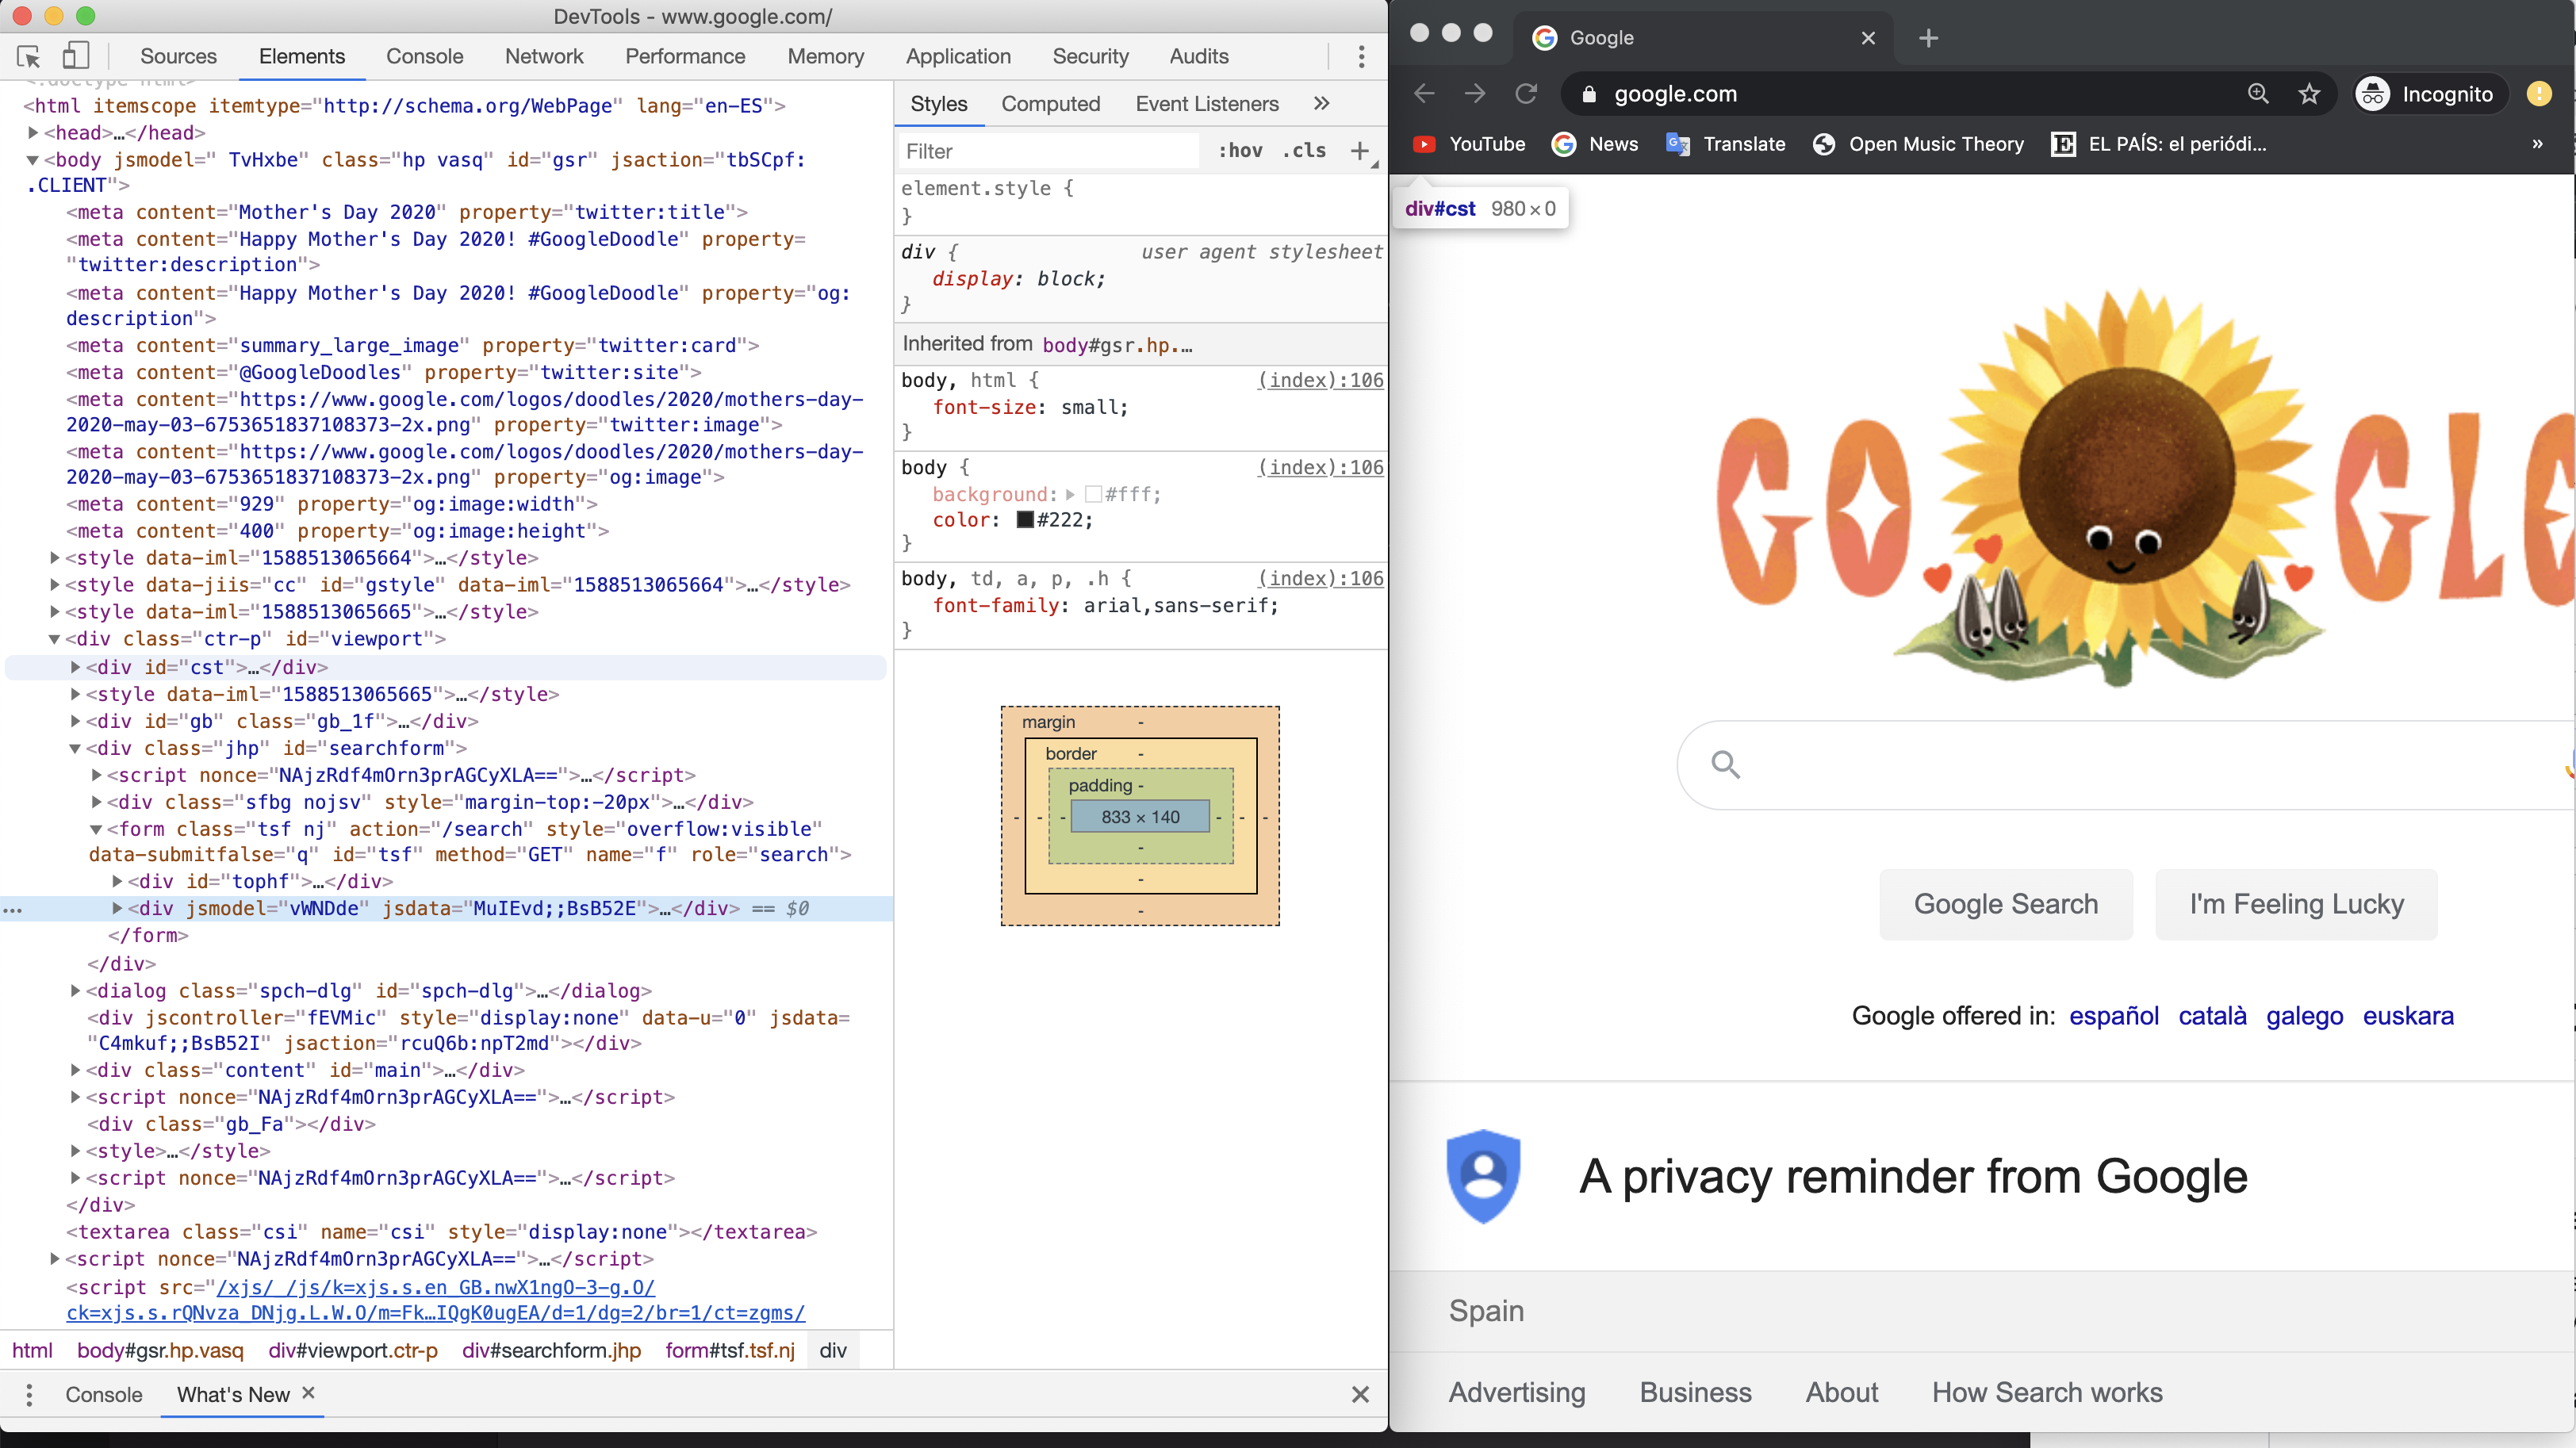 DevTools - www.google.com/
Sources Elements Console Network Performance Memory Application Security Audits
<!doctype html>
<html itemscope itemtype="http://schema.org/WebPage" lang="en-ES">
<head>…</head>
<body jsmodel=" TvHxbe" class="hp vasq" id="gsr" jsaction="tbSCpf:
.CLIENT">
<meta content="Mother's Day 2020" property="twitter:title">
<meta content="Happy Mother's Day 2020! #GoogleDoodle" property=
"twitter:description">
<meta content="Happy Mother's Day 2020! #GoogleDoodle" property="og:
description">
<meta content="summary_large_image" property="twitter:card">
<meta content="@GoogleDoodles" property="twitter:site">
<meta content="https://www.google.com/logos/doodles/2020/mothers-day-
2020-may-03-6753651837108373-2x.png" property="twitter:image">
<meta content="https://www.google.com/logos/doodles/2020/mothers-day-
2020-may-03-6753651837108373-2x.png" property="og:image">
<meta content="929" property="og:image:width">
<meta content="400" property="og:image:height">
<style data-iml="1588513065664">…</style>
<style data-jiis="cc" id="gstyle" data-iml="1588513065664">…</style>
<style data-iml="1588513065665">…</style>
<div class="ctr-p" id="viewport">
<div id="cst">…</div>
<style data-iml="1588513065665">…</style>
<div id="gb" class="gb_1f">…</div>
<div class="jhp" id="searchform">
<script nonce="NAjzRdf4mOrn3prAGCyXLA==">…</script>
<div class="sfbg nojsv" style="margin-top:-20px">…</div>
<form class="tsf nj" action="/search" style="overflow:visible"
data-submitfalse="q" id="tsf" method="GET" name="f" role="search">
<div id="tophf">…</div>
… <div jsmodel="vWNDde" jsdata="MuIEvd;;BsB52E">…</div> == $0
</form>
</div>
<dialog class="spch-dlg" id="spch-dlg">…</dialog>
<div jscontroller="fEVMic" style="display:none" data-u="0" jsdata=
"C4mkuf;;BsB52I" jsaction="rcuQ6b:npT2md"></div>
<div class="content" id="main">…</div>
<script nonce="NAjzRdf4mOrn3prAGCyXLA==">…</script>
<div class="gb_Fa"></div>
<style>…</style>
<script nonce="NAjzRdf4mOrn3prAGCyXLA==">…</script>
</div>
<textarea class="csi" name="csi" style="display:none"></textarea>
<script nonce="NAjzRdf4mOrn3prAGCyXLA==">…</script>
<script src="/xjs/_/js/k=xjs.s.en_GB.nwX1ngO-3-g.O/
ck=xjs.s.rQNvza_DNjg.L.W.O/m=Fk…IQgK0ugEA/d=1/dg=2/br=1/ct=zgms/
html body#gsr.hp.vasq div#viewport.ctr-p div#searchform.jhp form#tsf.tsf.nj div
Console What's New ×
Styles Computed Event Listeners »
Filter :hov .cls +
element.style {
}
div { user agent stylesheet
display: block;
}
Inherited from body#gsr.hp.…
body, html { (index):106
font-size: small;
}
body { (index):106
background: #fff;
color: #222;
}
body, td, a, p, .h { (index):106
font-family: arial,sans-serif;
}
margin -
border -
padding -
- - - 833 × 140 - - -
-
-
-
Google
google.com Incognito
YouTube News Translate Open Music Theory EL PAÍS: el periódi... »
div#cst 980 × 0
GOOGLE
Google Search I'm Feeling Lucky
Google offered in: español català galego euskara
A privacy reminder from Google
Spain
Advertising Business About How Search works